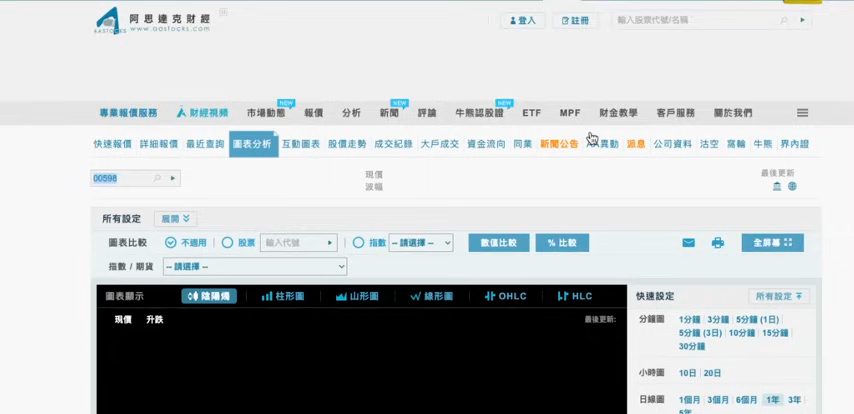 阿思達克財經
www.aastocks.com
AASTOCKS
登入
註冊
輸入股票代號/名稱
專業報價服務 財經視頻 市場動態 NEW 報價 分析 新聞 NEW 評論 牛熊認股證 NEW ETF MPF 財金教學 客戶服務 關於我們
快速報價 詳細報價 最近查詢 圖表分析 互動圖表 股價走勢 成交紀錄 大戶成交 資金流向 同業 新聞公告 異動 公司資料 派息 沽空 窩輪 牛熊 界內證
00598
現價
波幅
最後更新
所有設定 展開
圖表比較 不適用 股票 輸入代號 指數 -- 請選擇 -- 數值比較 % 比較 全屏幕
指數 / 期貨 -- 請選擇 --
圖表顯示 陰陽燭 柱形圖 山形圖 線形圖 OHLC HLC
現價 升跌 最後更新:
快速設定 所有設定
分鐘圖 1分鐘 3分鐘 5分鐘 (1日)
5分鐘 (3日) 10分鐘 15分鐘
30分鐘
小時圖 10日 20日
日線圖 1個月 3個月 6個月 1年 3年
5年